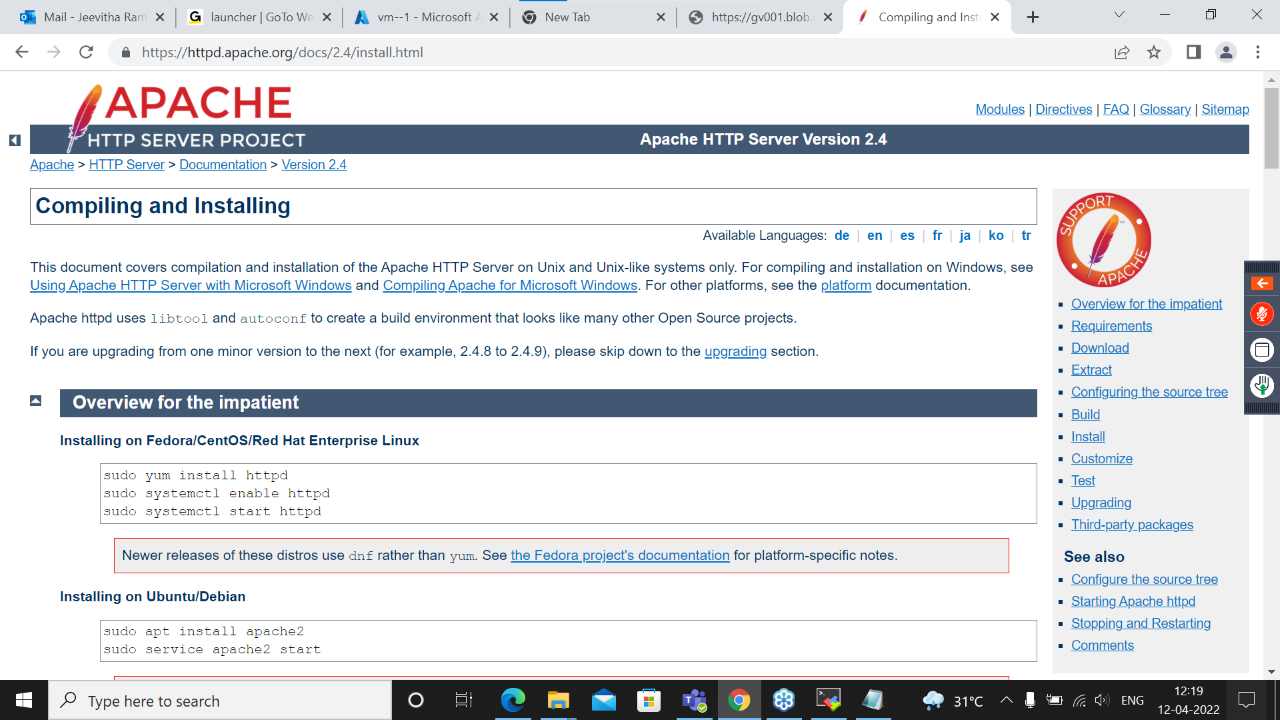 Mail - Jeevitha Ram
launcher | GoTo We
vm--1 - Microsoft A
New Tab
https://gv001.blob.
Compiling and Inst
https://httpd.apache.org/docs/2.4/install.html
APACHE
HTTP SERVER PROJECT
Modules | Directives | FAQ | Glossary | Sitemap
Apache HTTP Server Version 2.4
Apache > HTTP Server > Documentation > Version 2.4
Compiling and Installing
Available Languages: de | en | es | fr | ja | ko | tr
This document covers compilation and installation of the Apache HTTP Server on Unix and Unix-like systems only. For compiling and installation on Windows, see
Using Apache HTTP Server with Microsoft Windows and Compiling Apache for Microsoft Windows. For other platforms, see the platform documentation.
Apache httpd uses libtool and autoconf to create a build environment that looks like many other Open Source projects.
If you are upgrading from one minor version to the next (for example, 2.4.8 to 2.4.9), please skip down to the upgrading section.
Overview for the impatient
Installing on Fedora/CentOS/Red Hat Enterprise Linux
sudo yum install httpd
sudo systemctl enable httpd
sudo systemctl start httpd
Newer releases of these distros use dnf rather than yum. See the Fedora project's documentation for platform-specific notes.
Installing on Ubuntu/Debian
sudo apt install apache2
sudo service apache2 start
SUPPORT
APACHE
Overview for the impatient
Requirements
Download
Extract
Configuring the source tree
Build
Install
Customize
Test
Upgrading
Third-party packages
See also
Configure the source tree
Starting Apache httpd
Stopping and Restarting
Comments
Type here to search
31°C
ENG
12:19
12-04-2022